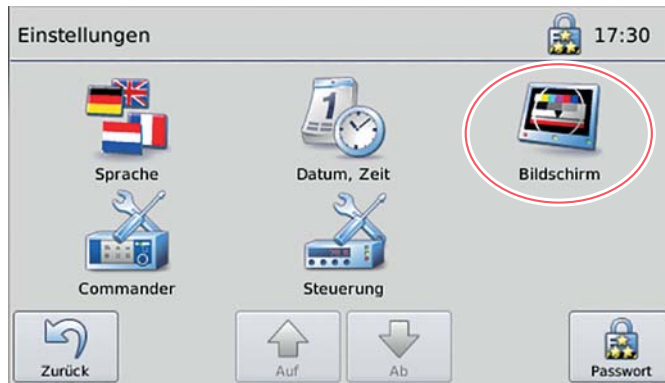 Einstellungen 17:30
Sprache Datum, Zeit Bildschirm
Commander Steuerung
Zurück Auf Ab Passwort